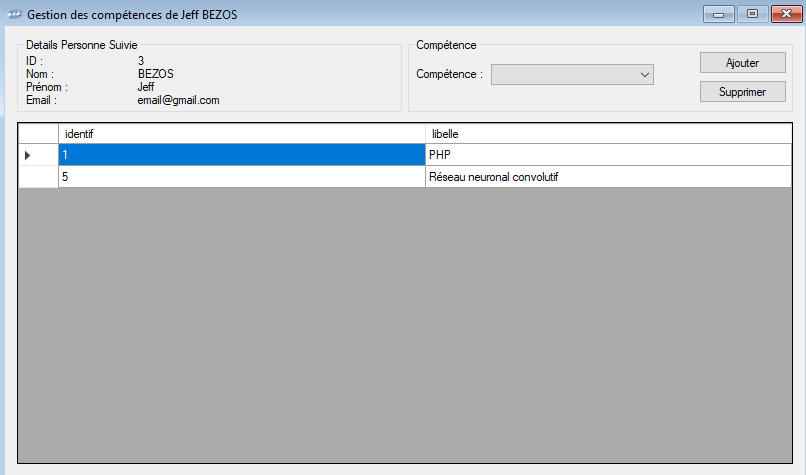 Gestion des compétences de Jeff BEZOS
Détails Personne Suivie
ID : 3
Nom : BEZOS
Prénom : Jeff
Email : email@gmail.com
Compétence
Compétence :
Ajouter
Supprimer
identif libelle
1 PHP
5 Réseau neuronal convolutif